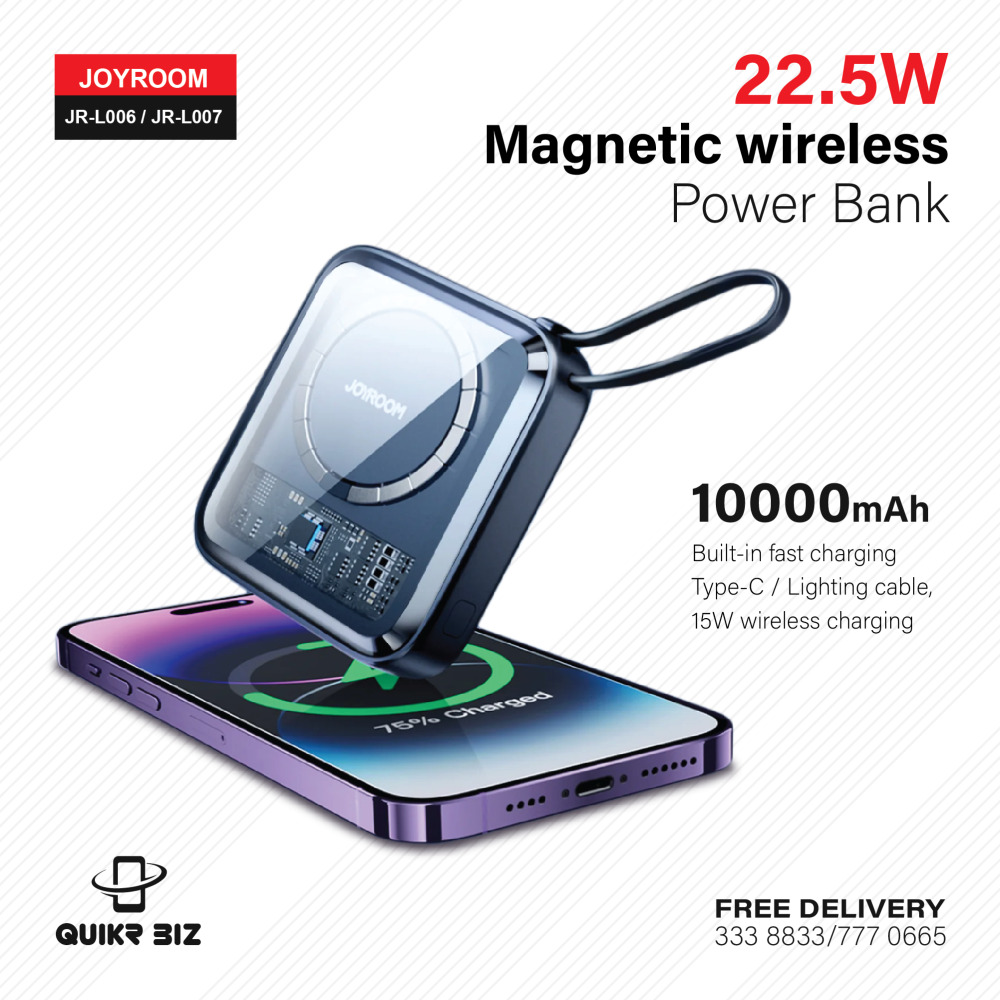 JOYROOM
JR-L006 / JR-L007
22.5W
Magnetic wireless
Power Bank
JOYROOM
10000mAh
Built-in fast charging
Type-C / Lighting cable,
15W wireless charging
75% Charged
QUIKR BIZ
FREE DELIVERY
333 8833/777 0665